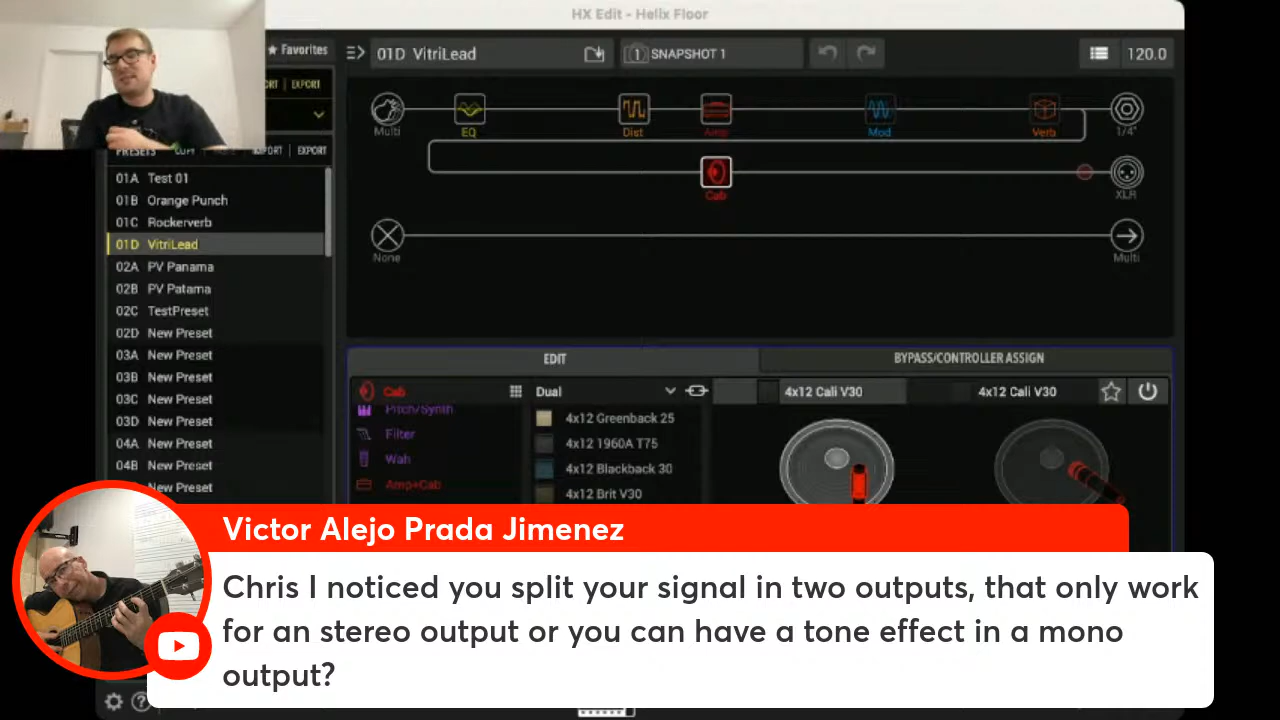 HX Edit - Helix Floor
★ Favorites
01D VitriLead
1 SNAPSHOT 1
120.0
EXPORT
Multi
EQ
Dist
Amp
Mod
Verb
1/4"
PRESETS COPY IMPORT EXPORT
01A Test 01
01B Orange Punch
01C Rockerverb
01D VitriLead
02A PV Panama
02B PV Patama
02C TestPreset
02D New Preset
03A New Preset
03B New Preset
03C New Preset
03D New Preset
04A New Preset
04B New Preset
New Preset
Cab
XLR
None
Multi
EDIT
BYPASS/CONTROLLER ASSIGN
Cab
Dual
4x12 Cali V30
4x12 Cali V30
Pitch/Synth
Filter
Wah
Amp+Cab
4x12 Greenback 25
4x12 1960A T75
4x12 Blackback 30
4x12 Brit V30
Victor Alejo Prada Jimenez
Chris I noticed you split your signal in two outputs, that only work
for an stereo output or you can have a tone effect in a mono
output?